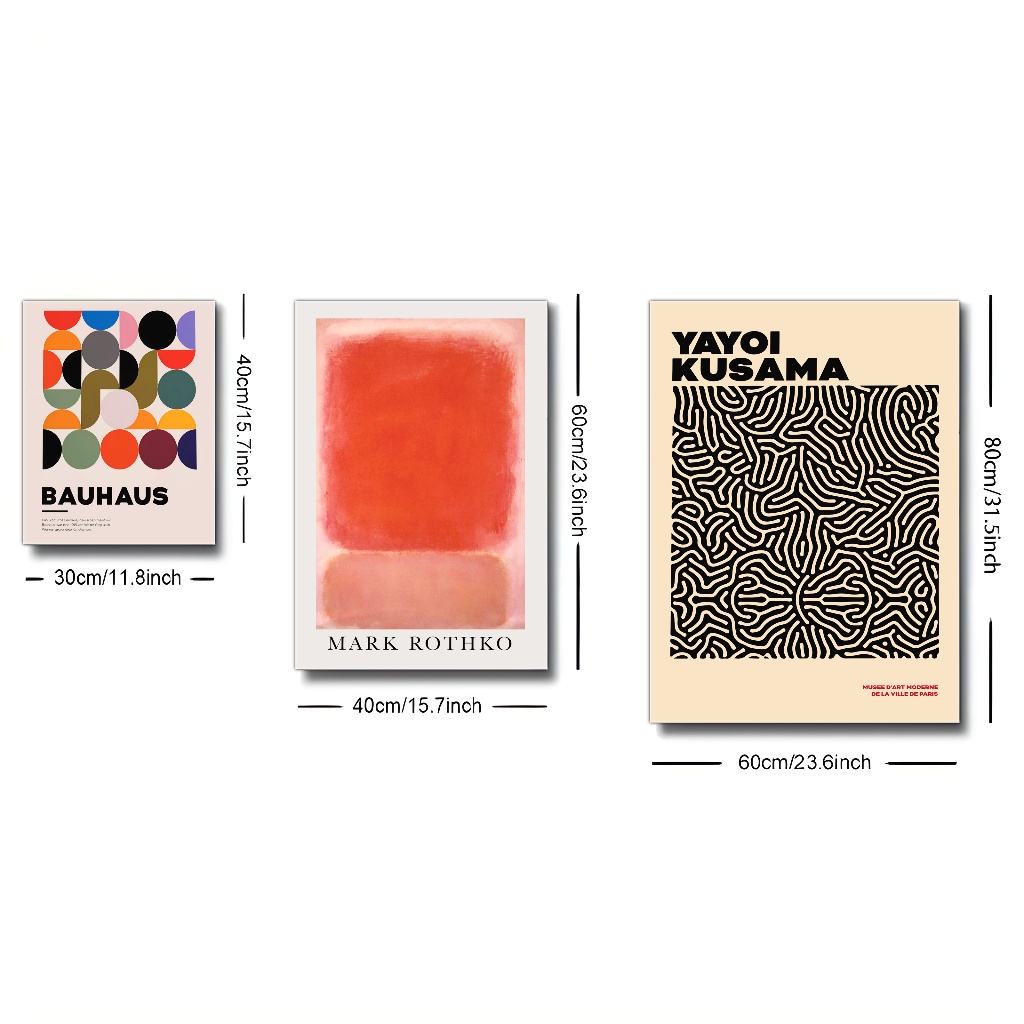 BAUHAUS
40cm/15.7inch
30cm/11.8inch
MARK ROTHKO
60cm/23.6inch
40cm/15.7inch
YAYOI
KUSAMA
MUSEE D'ART MODERNE
DE LA VILLE DE PARIS
80cm/31.5inch
60cm/23.6inch